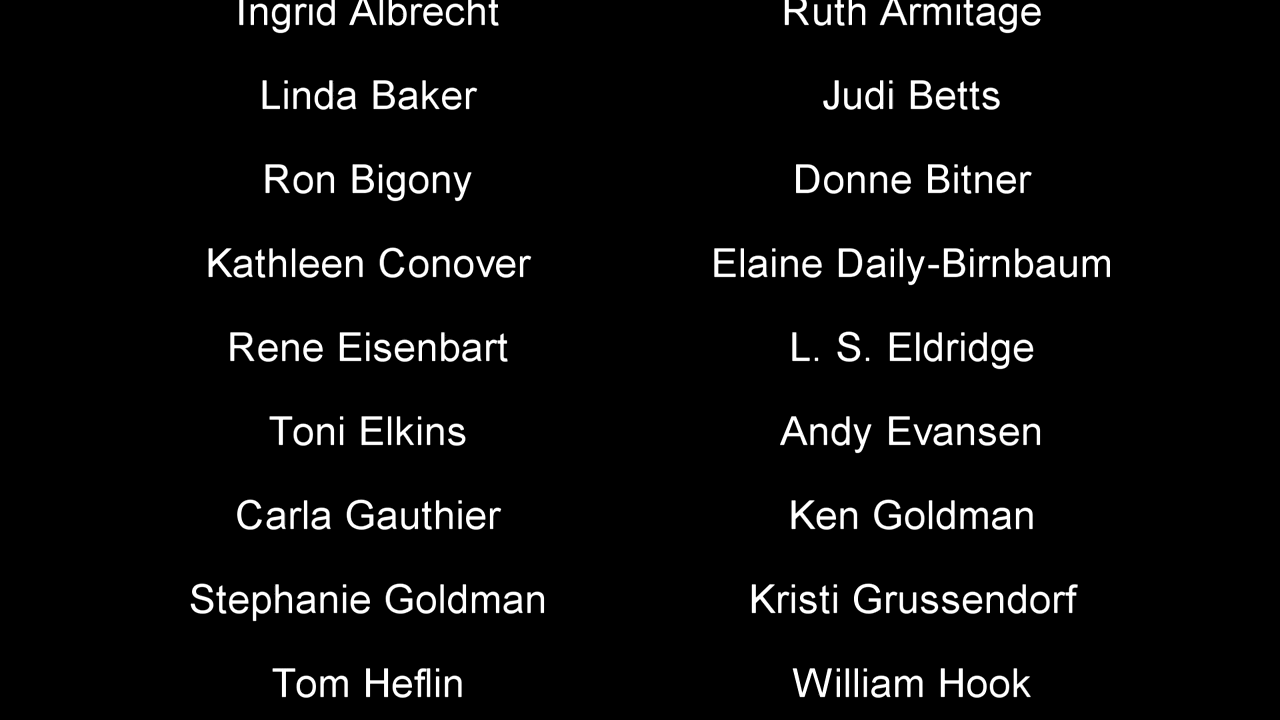 Ingrid Albrecht Ruth Armitage
Linda Baker Judi Betts
Ron Bigony Donne Bitner
Kathleen Conover Elaine Daily-Birnbaum
Rene Eisenbart L. S. Eldridge
Toni Elkins Andy Evansen
Carla Gauthier Ken Goldman
Stephanie Goldman Kristi Grussendorf
Tom Heflin William Hook